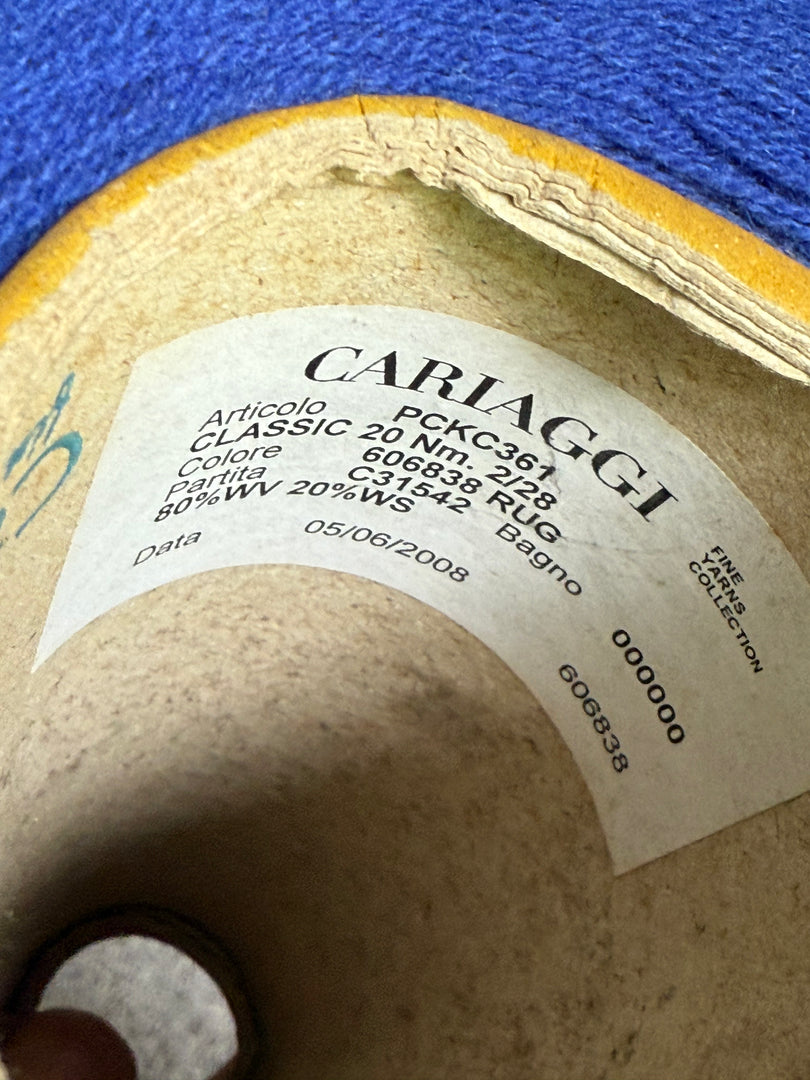 CARIAGGI
FINE
YARNS
COLLECTION
Articolo PCKC361
CLASSIC 20 Nm. 2/28
Colore 606838 RUG
Partita C31542 Bagno 000000
80%WV 20%WS
Data 05/06/2008 606838